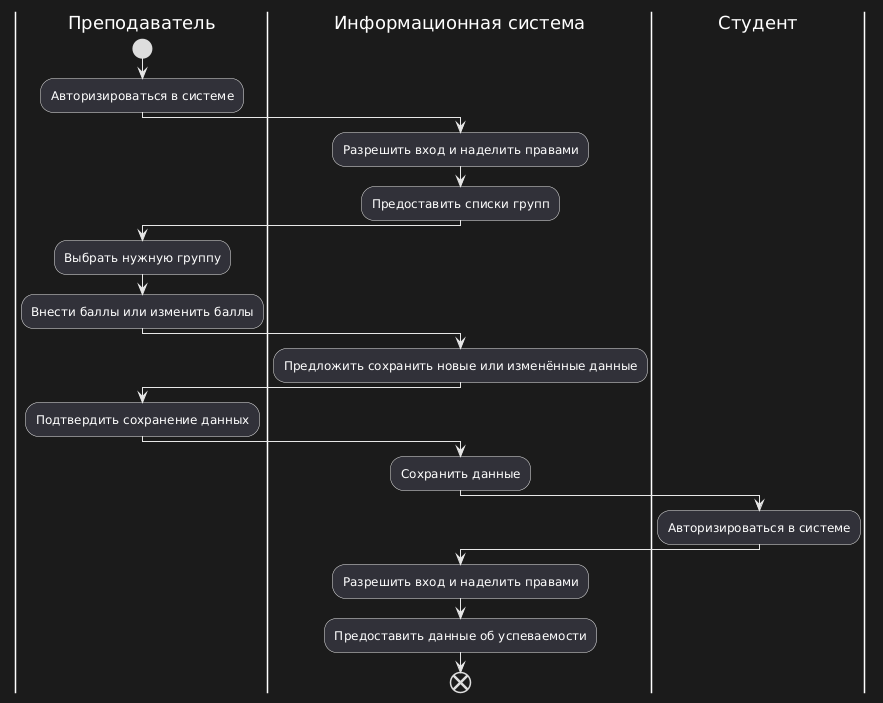 Преподаватель
Информационная система
Студент
Авторизироваться в системе
Разрешить вход и наделить правами
Предоставить списки групп
Выбрать нужную группу
Внести баллы или изменить баллы
Предложить сохранить новые или изменённые данные
Подтвердить сохранение данных
Сохранить данные
Авторизироваться в системе
Разрешить вход и наделить правами
Предоставить данные об успеваемости